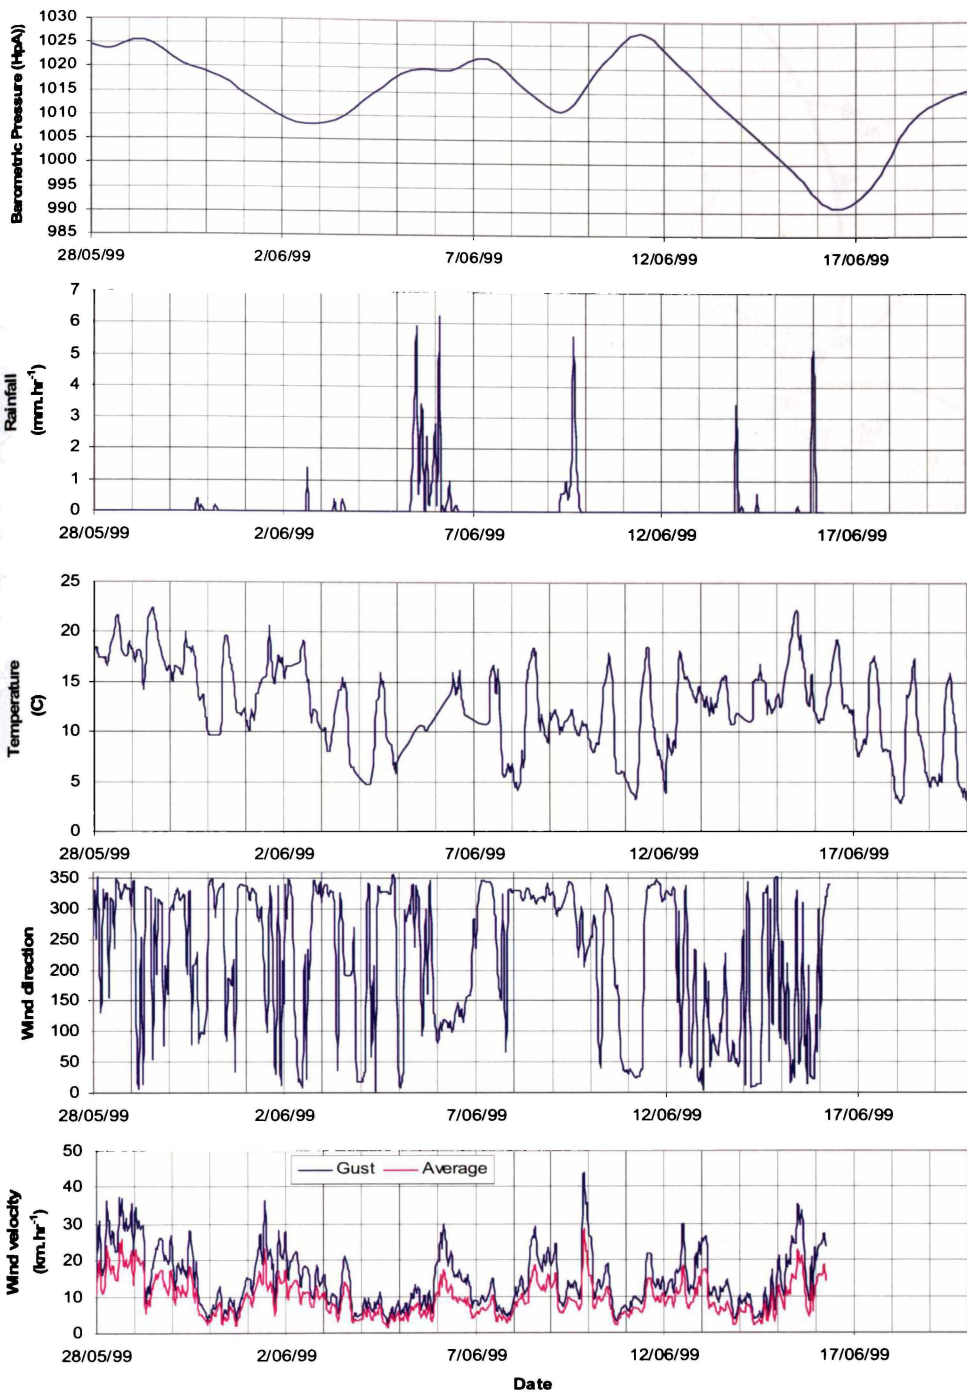 Barometric Pressure (HpA))
1030
1025
1020
1015
1010
1005
1000
995
990
985
28/05/99 2/06/99 7/06/99 12/06/99 17/06/99
Rainfall
(mm.hr-1)
7
6
5
4
3
2
1
0
28/05/99 2/06/99 7/06/99 12/06/99 17/06/99
Temperature
(C)
25
20
15
10
5
0
28/05/99 2/06/99 7/06/99 12/06/99 17/06/99
Wind direction
350
300
250
200
150
100
50
0
28/05/99 2/06/99 7/06/99 12/06/99 17/06/99
Wind velocity
(km.hr-1)
50
40
30
20
10
0
Gust Average
28/05/99 2/06/99 7/06/99 12/06/99 17/06/99
Date